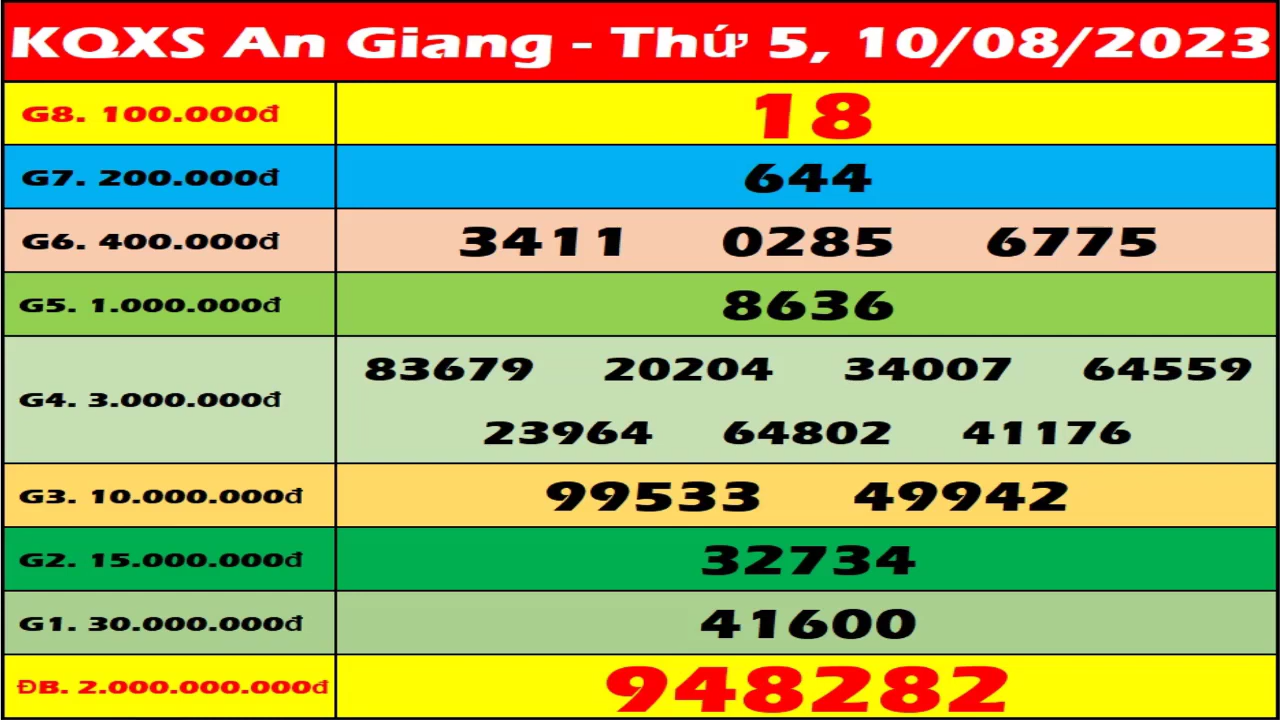 KQXS An Giang - Thứ 5, 10/08/2023
G8. 100.000đ 18
G7. 200.000đ 644
G6. 400.000đ 3411 0285 6775
G5. 1.000.000đ 8636
83679 20204 34007 64559
G4. 3.000.000đ
23964 64802 41176
G3. 10.000.000đ 99533 49942
G2. 15.000.000đ 32734
G1. 30.000.000đ 41600
ĐB. 2.000.000.000đ 948282